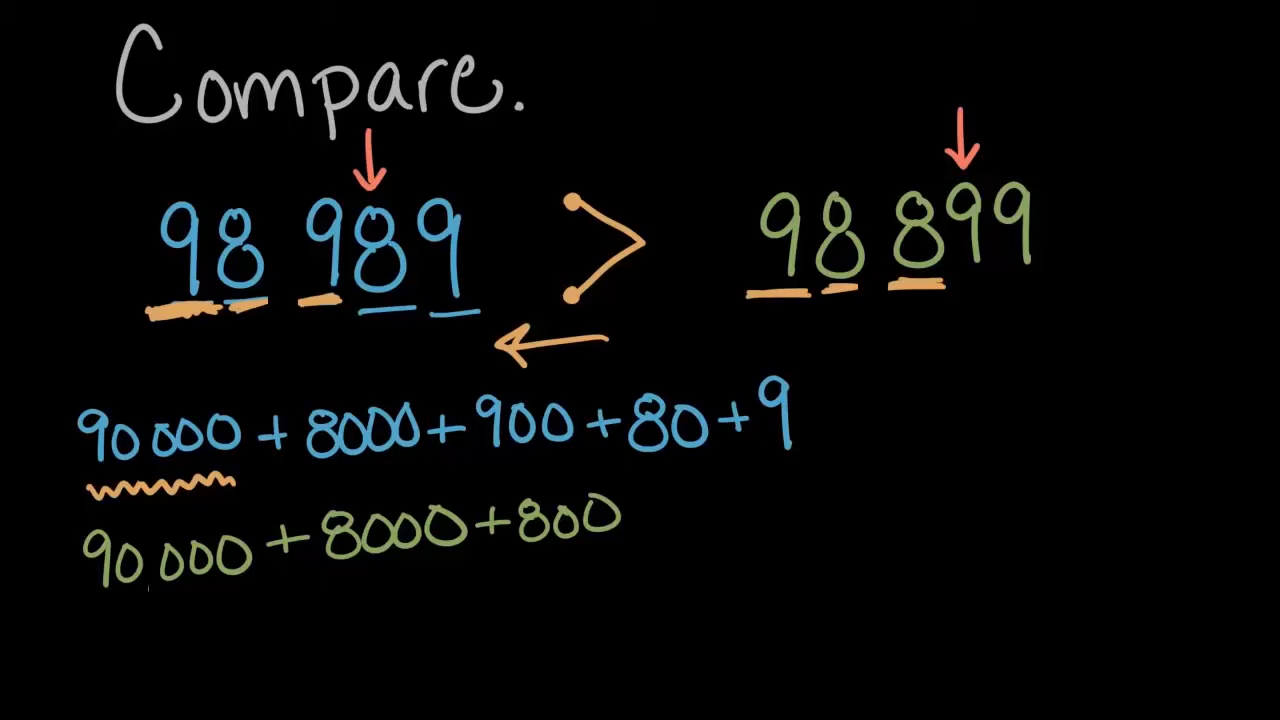 Compare.
98 989 > 98 899
90 000 + 8000 + 900 + 80 + 9
90 000 + 8000 + 800